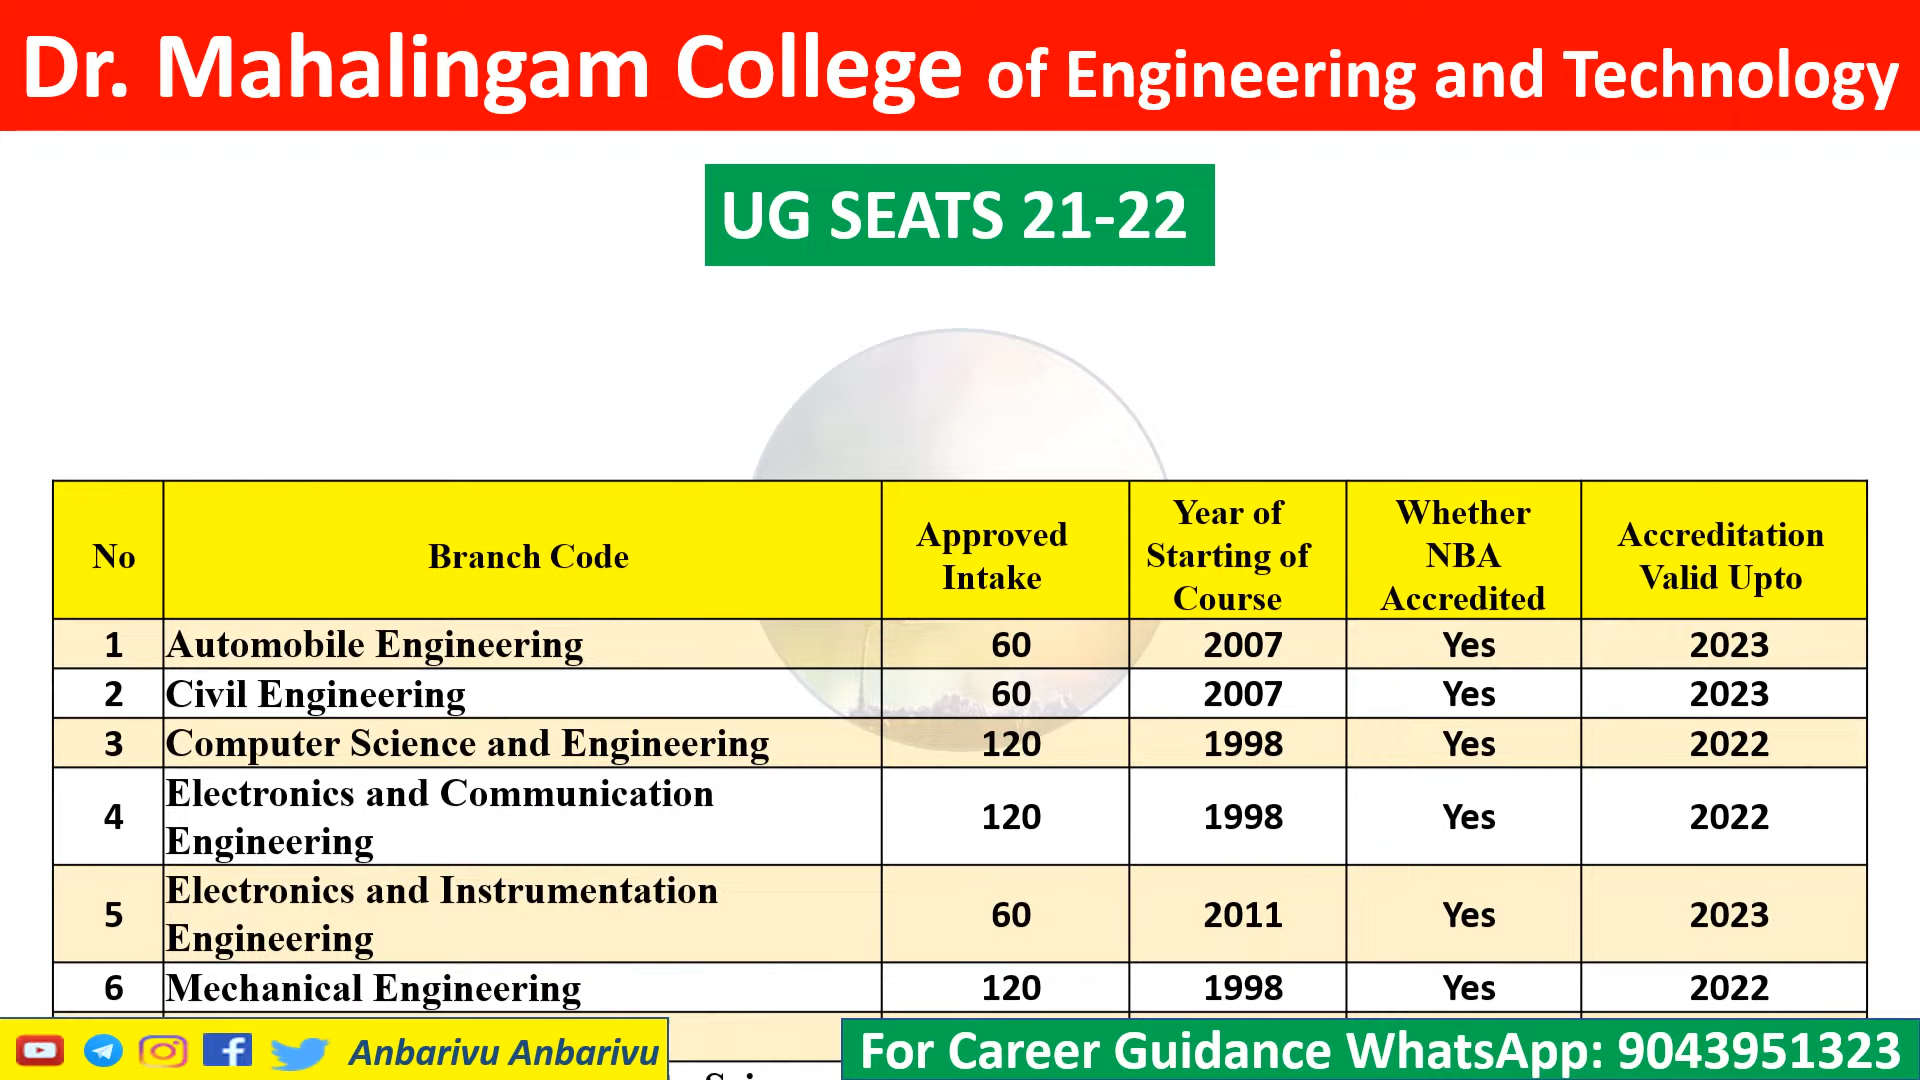 Dr. Mahalingam College of Engineering and Technology
UG SEATS 21-22
No Branch Code Approved Intake Year of Starting of Course Whether NBA Accredited Accreditation Valid Upto
1 Automobile Engineering 60 2007 Yes 2023
2 Civil Engineering 60 2007 Yes 2023
3 Computer Science and Engineering 120 1998 Yes 2022
4 Electronics and Communication Engineering 120 1998 Yes 2022
5 Electronics and Instrumentation Engineering 60 2011 Yes 2023
6 Mechanical Engineering 120 1998 Yes 2022
Anbarivu Anbarivu
For Career Guidance WhatsApp: 9043951323